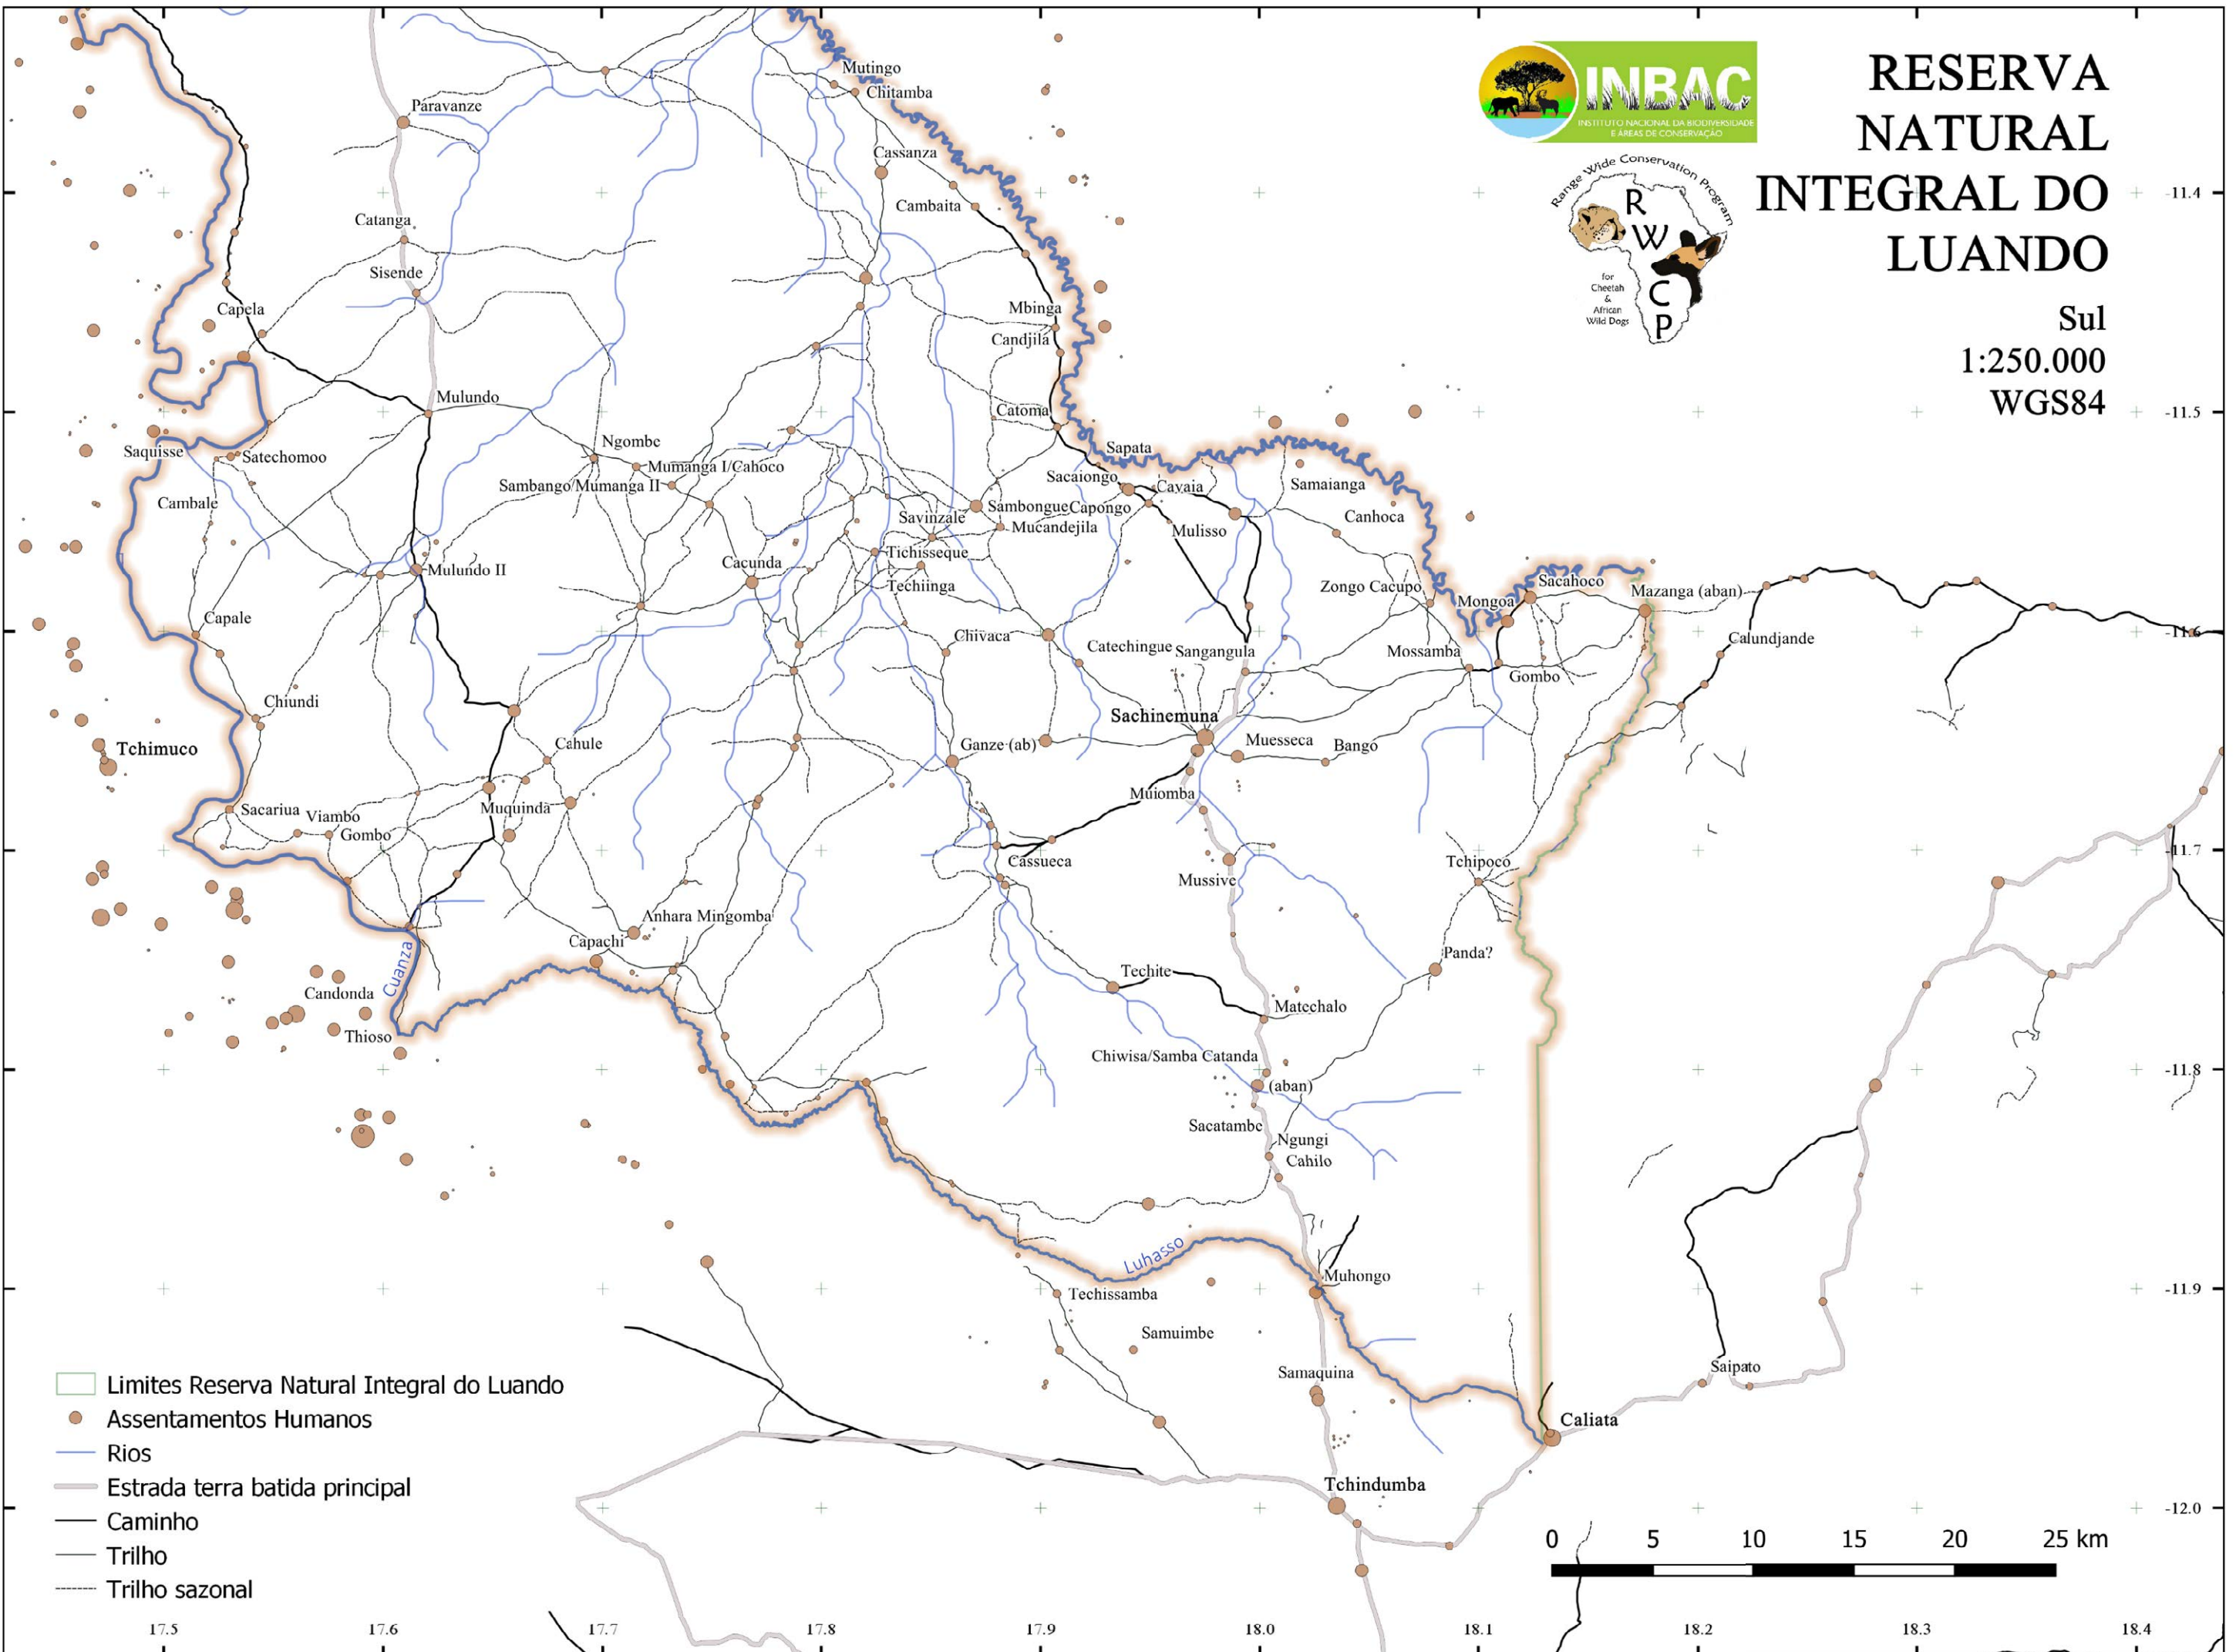 RESERVA
NATURAL
INTEGRAL DO
LUANDO
Sul
1:250.000
WGS84
INBAC
INSTITUTO NACIONAL DA BIODIVERSIDADE
E ÁREAS DE CONSERVAÇÃO
Range Wide Conservation Program
R
W
C
P
for
Cheetah
&
African
Wild Dogs
Mutingo
Chitamba
Paravanze
Cassanza
Cambaita
Catanga
Sisende
Capela
Mbinga
Candjila
Mulundo
Catoma
Ngombe
Saquisse
Satechomoo
Mumanga I/Cahoco
Sambango/Mumanga II
Sapata
Sacaiongo
Cavaia
Samaianga
Cambale
Sambongue
Capongo
Savinzale
Mucandejila
Canhoca
Mulisso
Tichisseque
Mulundo II
Cacunda
Techiinga
Zongo Cacupo
Sacahoco
Mazanga (aban)
Mongoa
Capale
Chivaca
Catechingue
Sangangula
Mossamba
Calundjande
Gombo
Chiundi
Sachinemuna
Tchimuco
Cahule
Ganze (ab)
Muesseca
Bango
Muiomba
Sacariua
Viambo
Gombo
Muquinda
Cassueca
Tchipoco
Mussive
Anhara Mingomba
Capachi
Cuanza
Panda?
Techite
Candonda
Matechalo
Thioso
Chiwisa/Samba Catanda
(aban)
Sacatambe
Ngungi
Cahilo
Luhasso
Muhongo
Techissamba
Samuimbe
Samaquina
Saipato
Caliata
Tchindumba
Limites Reserva Natural Integral do Luando
Assentamentos Humanos
Rios
Estrada terra batida principal
Caminho
Trilho
Trilho sazonal
0 5 10 15 20 25 km
-11.4
-11.5
-11.6
-11.7
-11.8
-11.9
-12.0
17.5 17.6 17.7 17.8 17.9 18.0 18.1 18.2 18.3 18.4